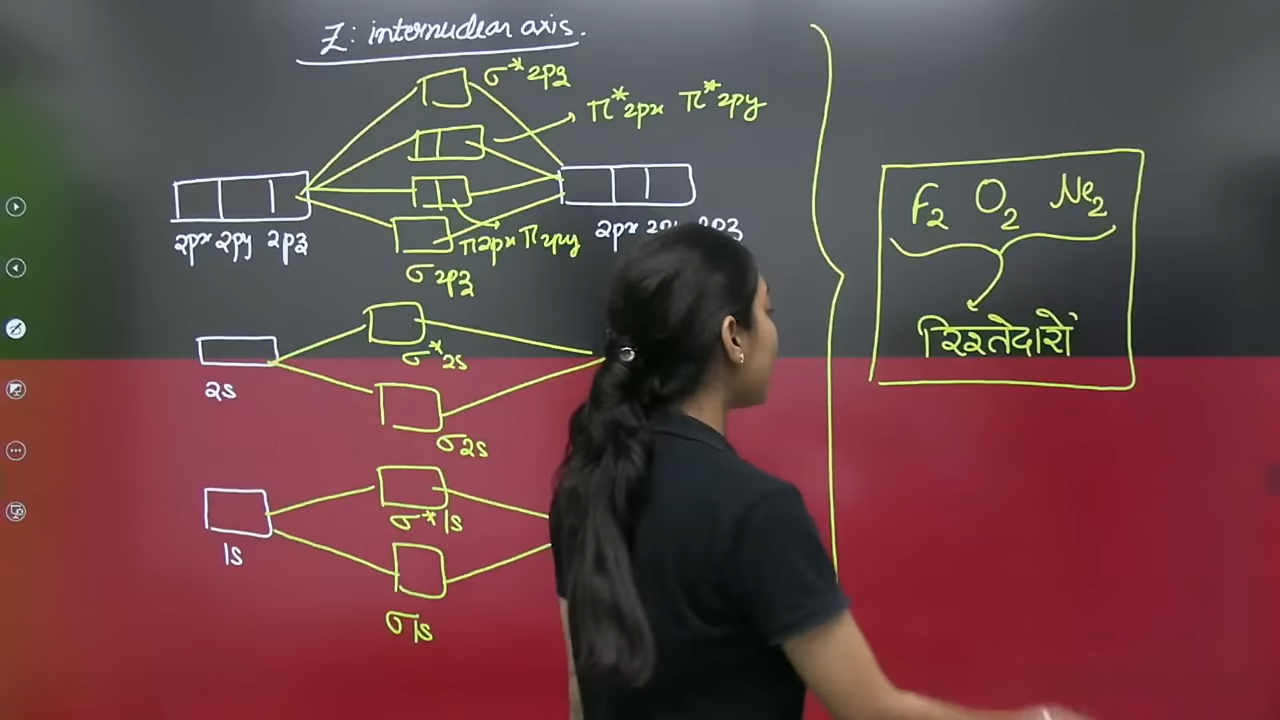 Z: internuclear axis.
σ*2pz
π*2px π*2py
2px 2py 2pz
π2px π2py
2px
σ2pz
σ*2s
2s
σ2s
σ*1s
1s
σ1s
F2 O2 Ne2
रिश्तेदारों